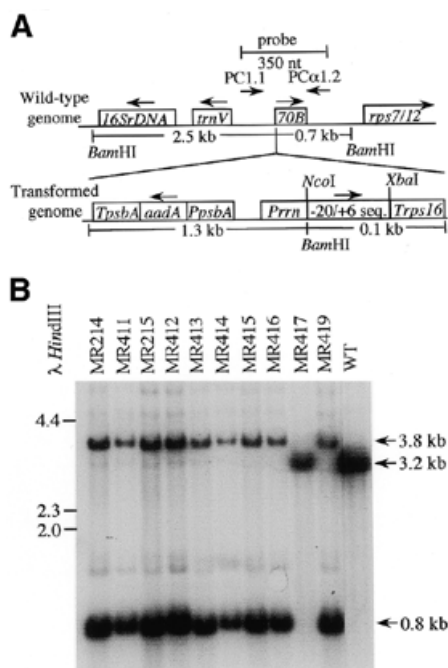 A
probe
350 nt
PC1.1 PCα1.2
Wild-type genome
16SrDNA trnV 70B rps7/12
2.5 kb 0.7 kb
BamHI BamHI
NcoI XbaI
Transformed genome
TpsbA aadA PpsbA Prrn -20/+6 seq. Trps16
1.3 kb 0.1 kb
BamHI
B
λ HindIII
MR214 MR411 MR215 MR412 MR413 MR414 MR415 MR416 MR417 MR419 WT
4.4
3.8 kb
3.2 kb
2.3
2.0
0.8 kb